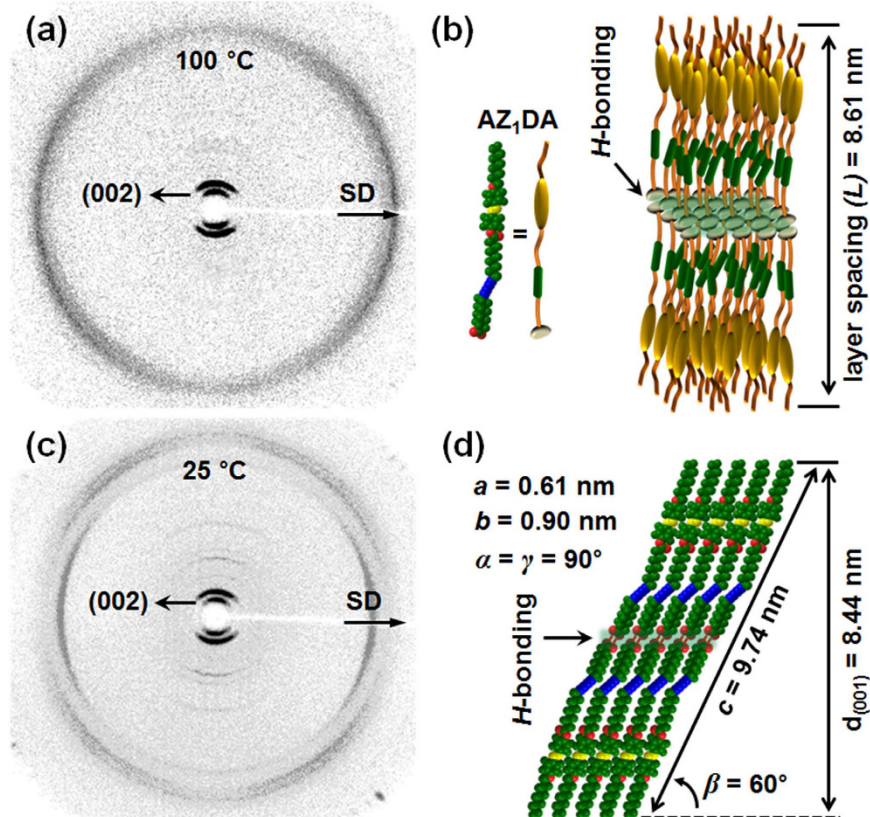 (a)
100 °C
(002)
SD
(b)
AZ₁DA
=
H-bonding
layer spacing (L) = 8.61 nm
(c)
25 °C
(002)
SD
(d)
a = 0.61 nm
b = 0.90 nm
α = γ = 90°
H-bonding
c = 9.74 nm
d(001) = 8.44 nm
β = 60°